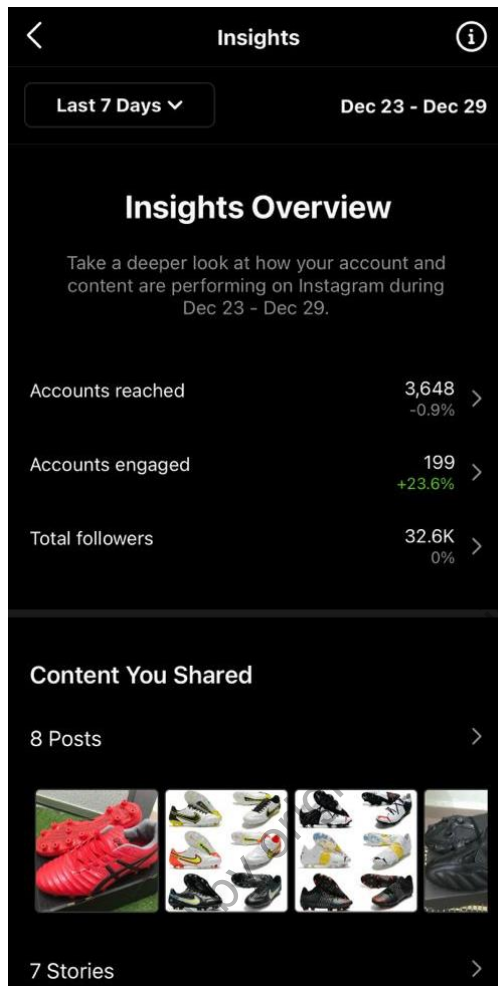 Insights
Last 7 Days
Dec 23 - Dec 29
Insights Overview
Take a deeper look at how your account and
content are performing on Instagram during
Dec 23 - Dec 29.
Accounts reached
3,648
-0.9%
Accounts engaged
199
+23.6%
Total followers
32.6K
0%
Content You Shared
8 Posts
7 Stories